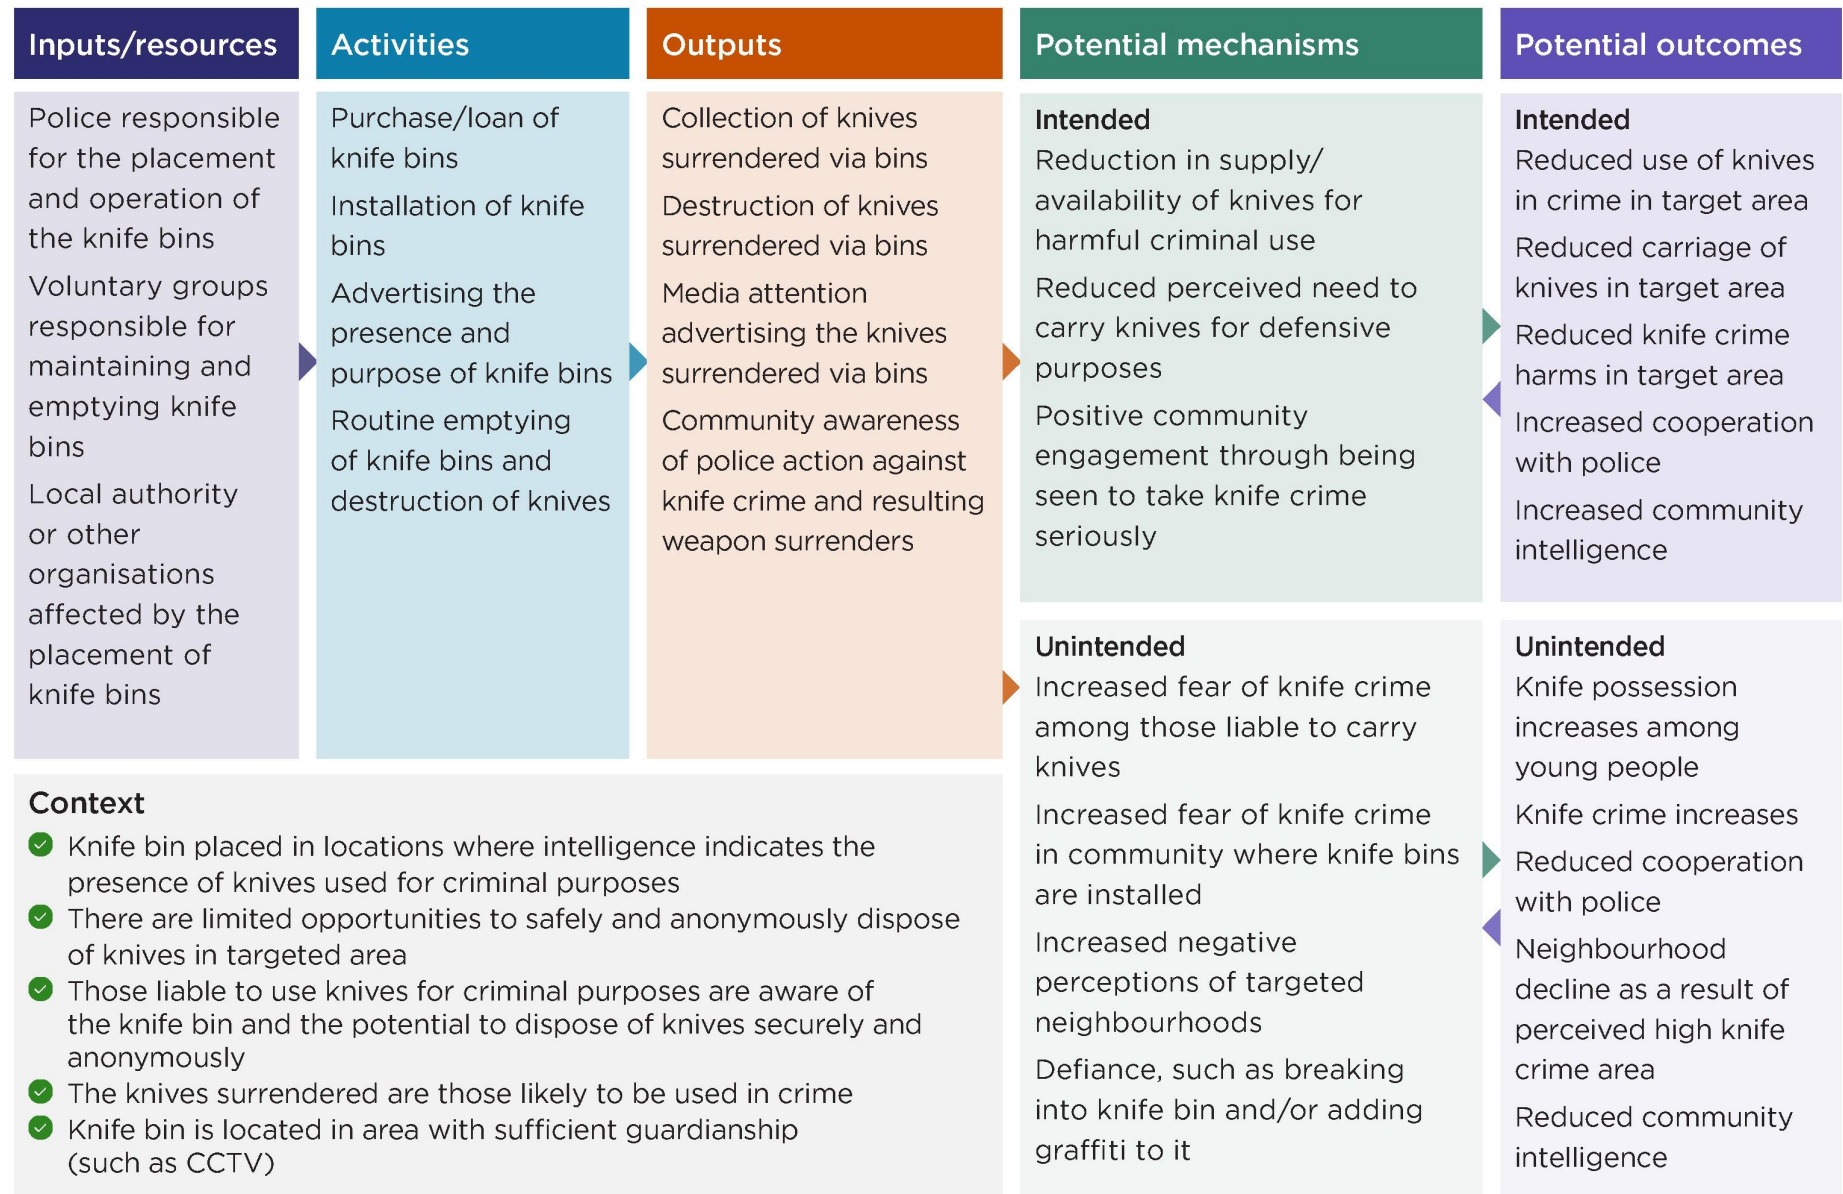 Inputs/resources
Police responsible
for the placement
and operation of
the knife bins
Voluntary groups
responsible for
maintaining and
emptying knife
bins
Local authority
or other
organisations
affected by the
placement of
knife bins
Activities
Purchase/loan of
knife bins
Installation of knife
bins
Advertising the
presence and
purpose of knife bins
Routine emptying
of knife bins and
destruction of knives
Outputs
Collection of knives
surrendered via bins
Destruction of knives
surrendered via bins
Media attention
advertising the knives
surrendered via bins
Community awareness
of police action against
knife crime and resulting
weapon surrenders
Potential mechanisms
Intended
Reduction in supply/
availability of knives for
harmful criminal use
Reduced perceived need to
carry knives for defensive
purposes
Positive community
engagement through being
seen to take knife crime
seriously
Unintended
Increased fear of knife crime
among those liable to carry
knives
Increased fear of knife crime
in community where knife bins
are installed
Increased negative
perceptions of targeted
neighbourhoods
Defiance, such as breaking
into knife bin and/or adding
graffiti to it
Potential outcomes
Intended
Reduced use of knives
in crime in target area
Reduced carriage of
knives in target area
Reduced knife crime
harms in target area
Increased cooperation
with police
Increased community
intelligence
Unintended
Knife possession
increases among
young people
Knife crime increases
Reduced cooperation
with police
Neighbourhood
decline as a result of
perceived high knife
crime area
Reduced community
intelligence
Context
Knife bin placed in locations where intelligence indicates the
presence of knives used for criminal purposes
There are limited opportunities to safely and anonymously dispose
of knives in targeted area
Those liable to use knives for criminal purposes are aware of
the knife bin and the potential to dispose of knives securely and
anonymously
The knives surrendered are those likely to be used in crime
Knife bin is located in area with sufficient guardianship
(such as CCTV)